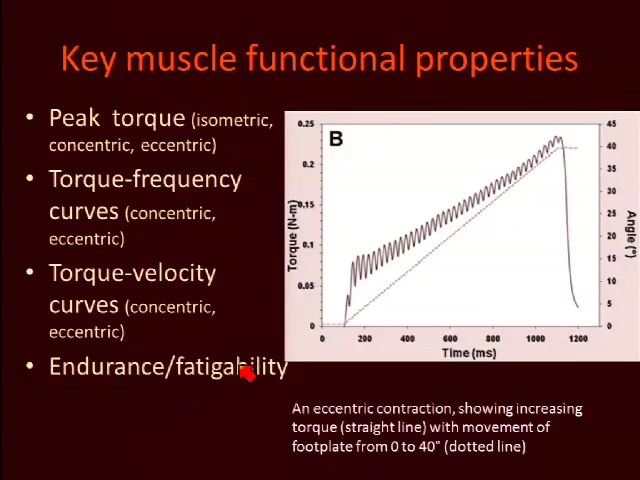 Key muscle functional properties
• Peak torque (isometric,
concentric, eccentric)
• Torque-frequency
curves (concentric,
eccentric)
• Torque-velocity
curves (concentric,
eccentric)
• Endurance/fatigability
B
Torque (N-m)
0.25
0.2
0.15
0.1
0.05
0
0 200 400 600 800 1000 1200
Time (ms)
45
40
35
30
25
20
15
10
5
0
Angle (°)
An eccentric contraction, showing increasing
torque (straight line) with movement of
footplate from 0 to 40° (dotted line)